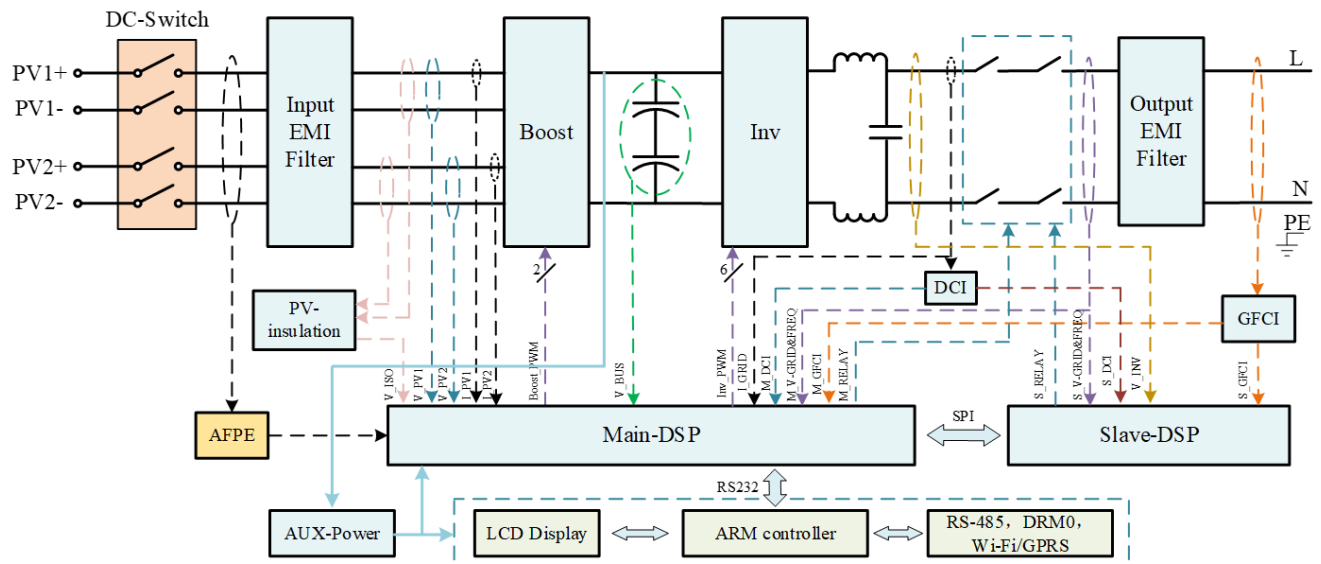 DC-Switch
PV1+
PV1-
PV2+
PV2-
Input
EMI
Filter
Boost
Inv
Output
EMI
Filter
L
N
PE
2
6
DCI
GFCI
PV-
insulation
V_ISO
V_PV1
V_PV2
I_PV1
I_PV2
Boost_PWM
V_BUS
Inv_PWM
I_GRID
M_DCI
M_V-GRID&FREQ
M_GFCI
M_RELAY
S_RELAY
S_V-GRID&FREQ
S_DCI
V_INV
S_GFCI
AFPE
Main-DSP
SPI
Slave-DSP
RS232
AUX-Power
LCD Display
ARM controller
RS-485，DRM0，
Wi-Fi/GPRS